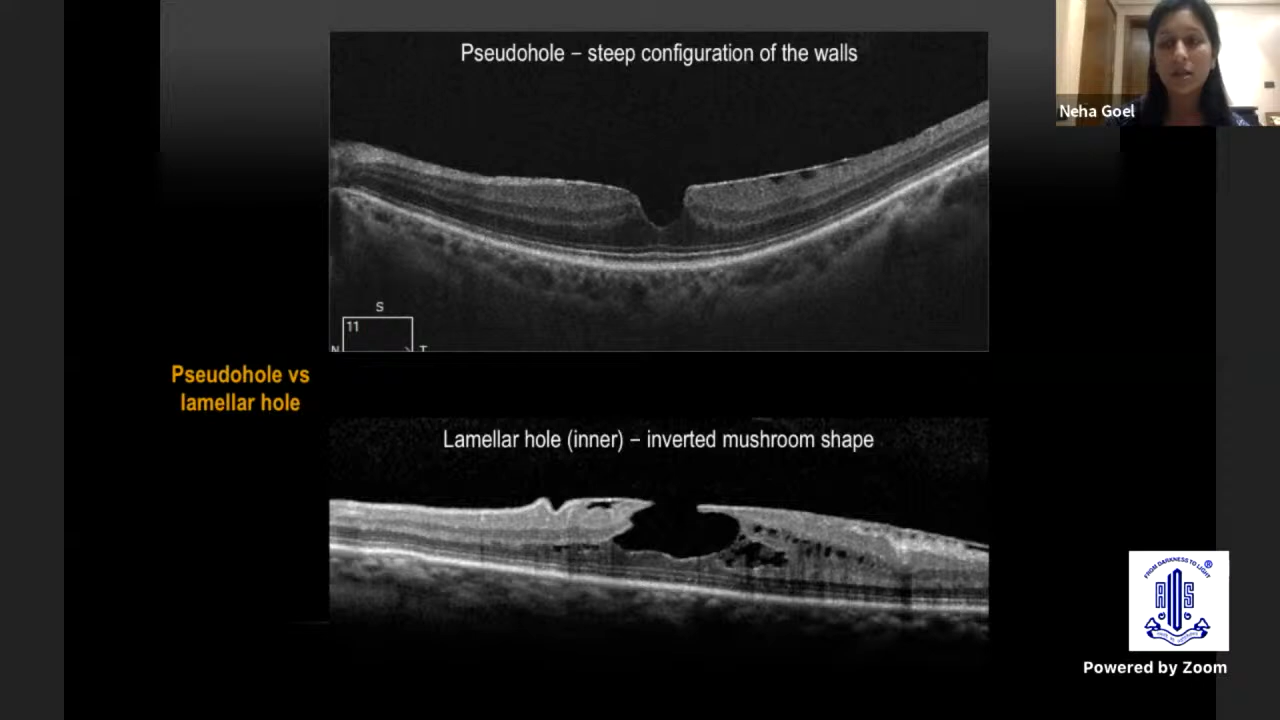 Pseudohole – steep configuration of the walls
Neha Goel
S
11
N
T
Pseudohole vs
lamellar hole
Lamellar hole (inner) – inverted mushroom shape
FROM DARKNESS TO LIGHT
®
AIOS
Powered by Zoom